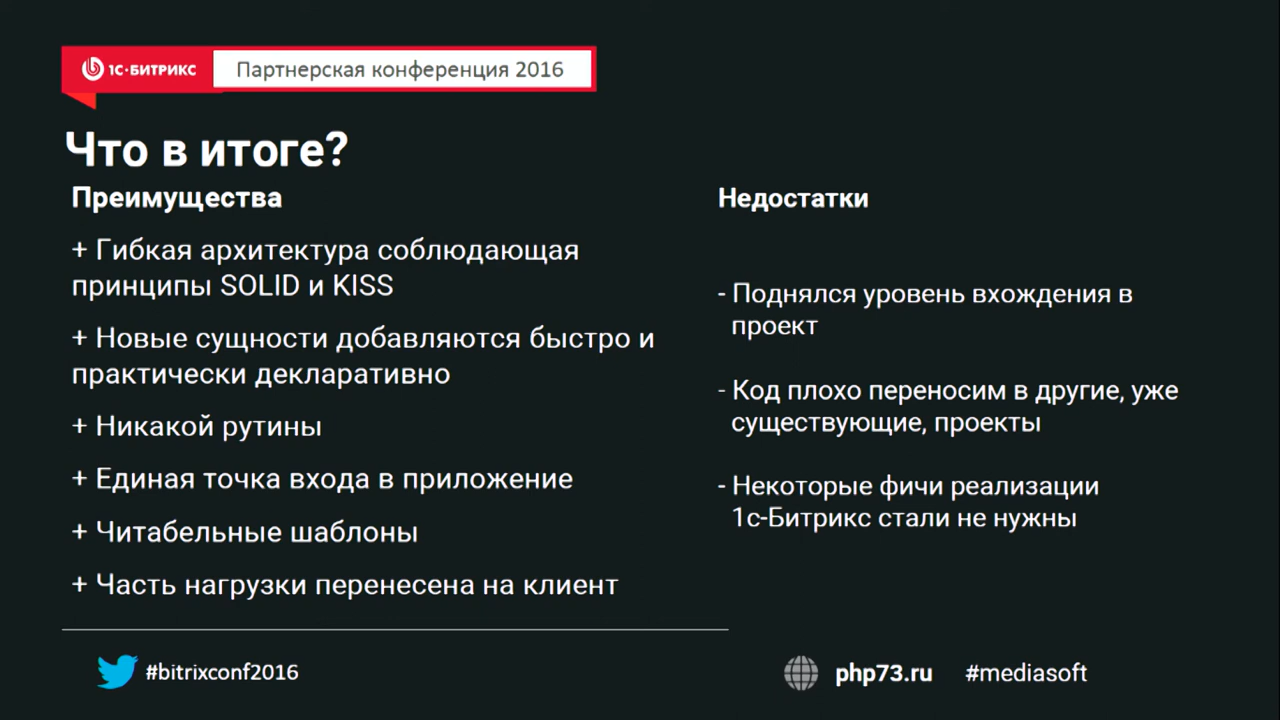 1С-БИТРИКС Партнерская конференция 2016
Что в итоге?
Преимущества
+ Гибкая архитектура соблюдающая
принципы SOLID и KISS
+ Новые сущности добавляются быстро и
практически декларативно
+ Никакой рутины
+ Единая точка входа в приложение
+ Читабельные шаблоны
+ Часть нагрузки перенесена на клиент
Недостатки
- Поднялся уровень вхождения в
проект
- Код плохо переносим в другие, уже
существующие, проекты
- Некоторые фичи реализации
1с-Битрикс стали не нужны
#bitrixconf2016
php73.ru #mediasoft